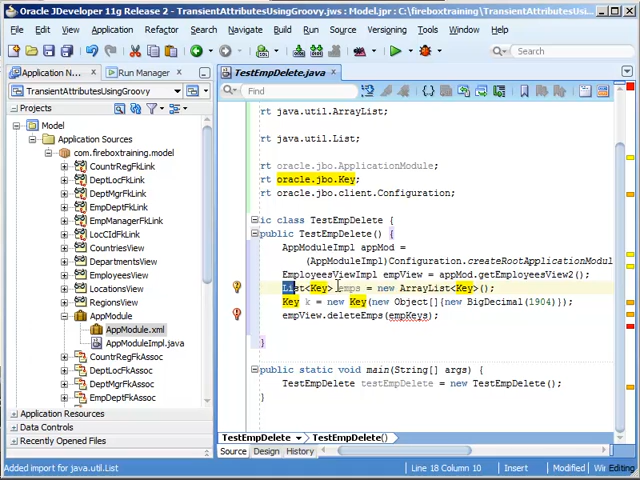 Oracle JDeveloper 11g Release 2 - TransientAttributesUsingGroovy.jws : Model.jpr : C:\fireboxtraining\TransientAttributesUsingGroovy
File Edit View Application Refactor Search Navigate Build Run Source Versioning Tools Window Help
Search
Application N...
Run Manager
TestEmpDelete.java
TransientAttributesUsingGroovy
Find
Projects
Model
Application Sources
com.fireboxtraining.model
CountrRegFkLink
DeptLocFkLink
DeptMgrFkLink
EmpDeptFkLink
EmpManagerFkLink
LocCIdFkLink
CountriesView
DepartmentsView
EmployeesView
LocationsView
RegionsView
AppModule
AppModule.xml
AppModuleImpl.java
CountrRegFkAssoc
DeptLocFkAssoc
DeptMgrFkAssoc
EmpDeptFkAssoc
Application Resources
Data Controls
Recently Opened Files
rt java.util.ArrayList;
rt java.util.List;
rt oracle.jbo.ApplicationModule;
rt oracle.jbo.Key;
rt oracle.jbo.client.Configuration;
ic class TestEmpDelete {
public TestEmpDelete() {
AppModuleImpl appMod =
(AppModuleImpl)Configuration.createRootApplicationModul
EmployeesViewImpl empView = appMod.getEmployeesView2();
List<Key> emps = new ArrayList<Key>();
Key k = new Key(new Object[]{new BigDecimal(1904)});
empView.deleteEmps(empKeys);
}
public static void main(String[] args) {
TestEmpDelete testEmpDelete = new TestEmpDelete();
}
TestEmpDelete
TestEmpDelete()
Source Design History
Added import for java.util.List
Line 18 Column 10
Insert
Modified
Editing